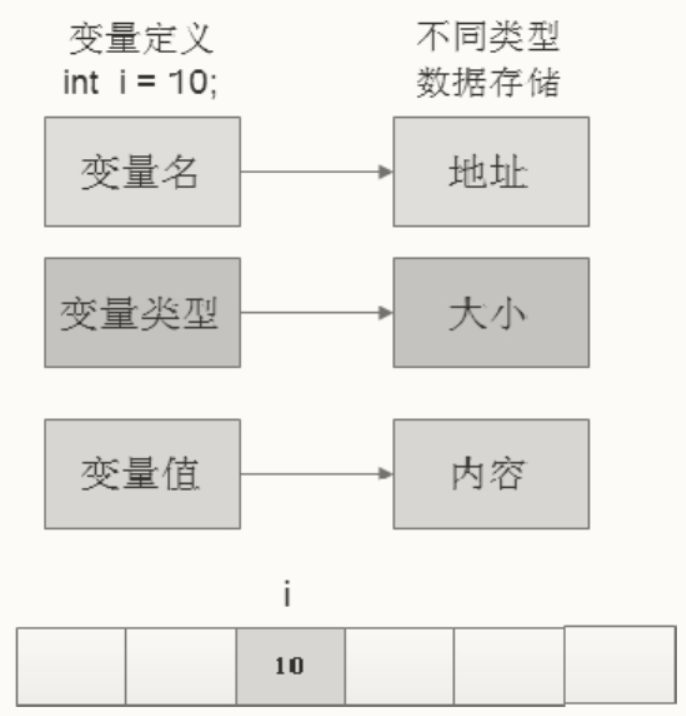 变量定义
int i = 10;
不同类型
数据存储
变量名
地址
变量类型
大小
变量值
内容
i
10